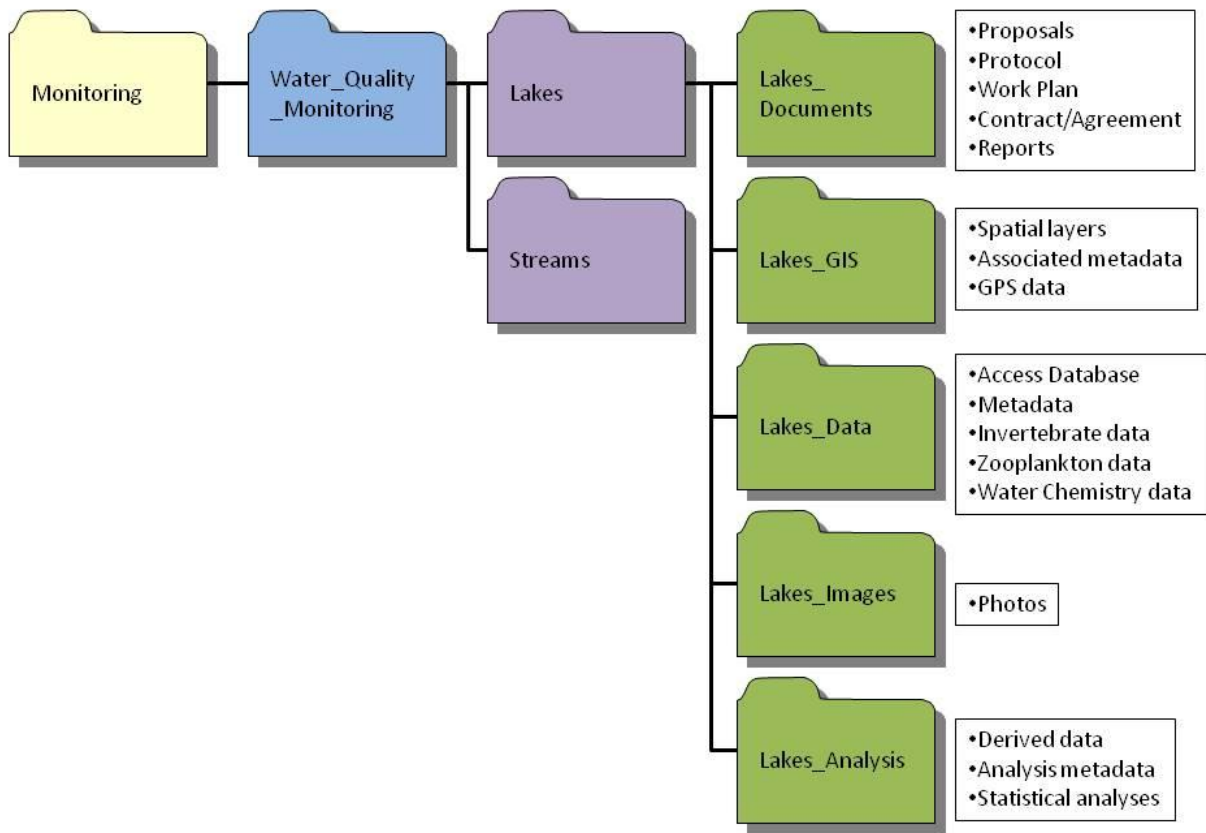 Monitoring
Water_Quality
_Monitoring
Lakes
Streams
Lakes_
Documents
•Proposals
•Protocol
•Work Plan
•Contract/Agreement
•Reports
Lakes_GIS
•Spatial layers
•Associated metadata
•GPS data
Lakes_Data
•Access Database
•Metadata
•Invertebrate data
•Zooplankton data
•Water Chemistry data
Lakes_Images
•Photos
Lakes_Analysis
•Derived data
•Analysis metadata
•Statistical analyses